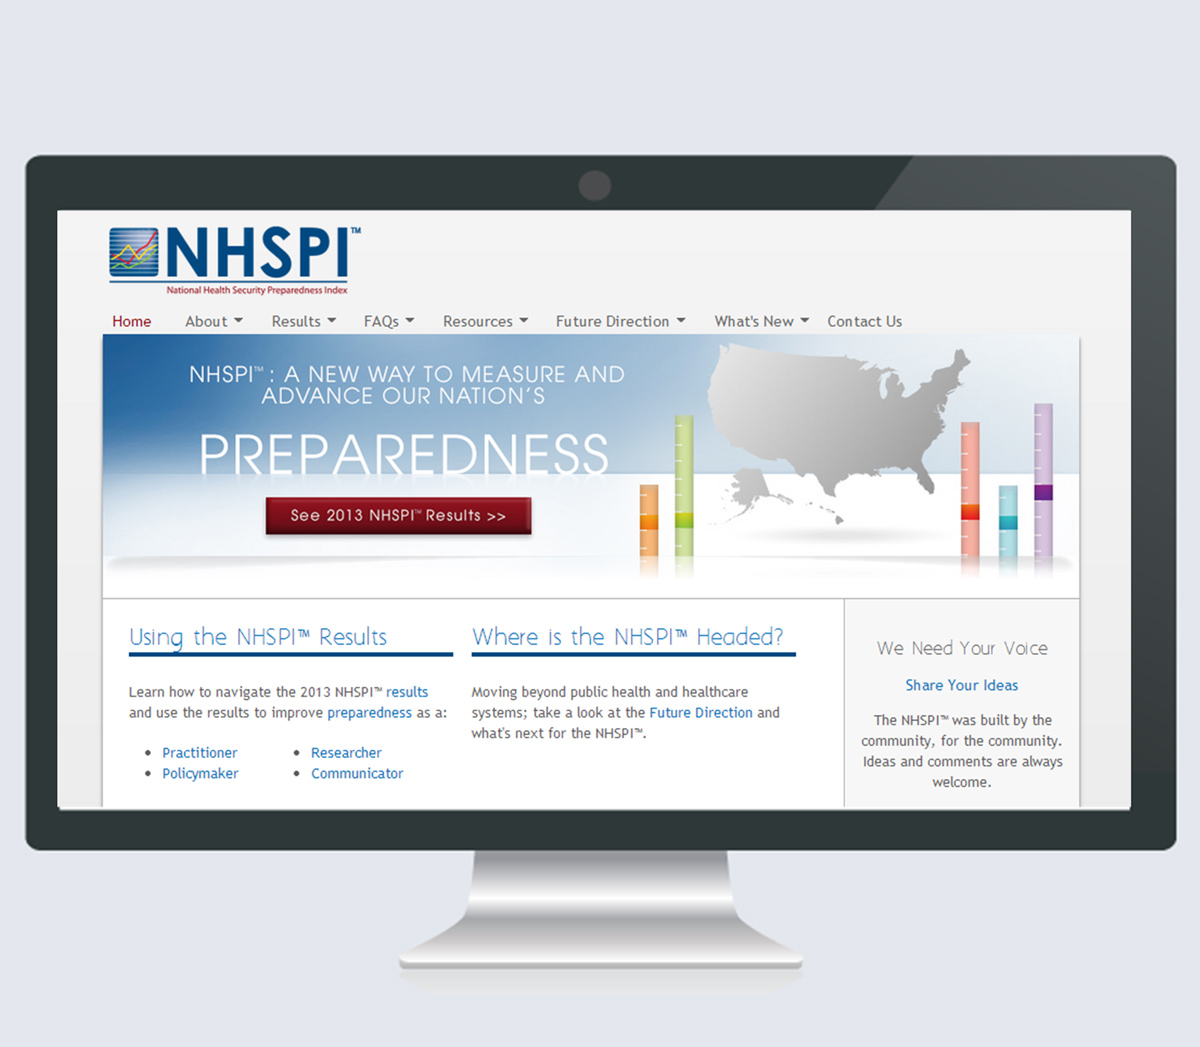 NHSPI™
National Health Security Preparedness Index
Home About Results FAQs Resources Future Direction What's New Contact Us
NHSPI™ : A NEW WAY TO MEASURE AND
ADVANCE OUR NATION'S
PREPAREDNESS
See 2013 NHSPI™ Results >>
Using the NHSPI™ Results
Learn how to navigate the 2013 NHSPI™ results
and use the results to improve preparedness as a:
• Practitioner
• Policymaker
• Researcher
• Communicator
Where is the NHSPI™ Headed?
Moving beyond public health and healthcare
systems; take a look at the Future Direction and
what's next for the NHSPI™.
We Need Your Voice
Share Your Ideas
The NHSPI™ was built by the
community, for the community.
Ideas and comments are always
welcome.